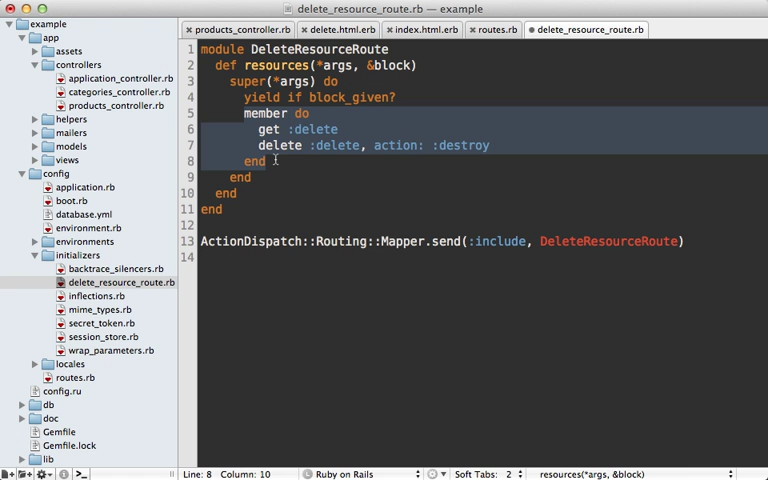 delete_resource_route.rb — example
example
app
assets
controllers
application_controller.rb
categories_controller.rb
products_controller.rb
helpers
mailers
models
views
config
application.rb
boot.rb
database.yml
environment.rb
environments
initializers
backtrace_silencers.rb
delete_resource_route.rb
inflections.rb
mime_types.rb
secret_token.rb
session_store.rb
wrap_parameters.rb
locales
routes.rb
config.ru
db
doc
Gemfile
Gemfile.lock
lib
products_controller.rb delete.html.erb index.html.erb routes.rb delete_resource_route.rb
1 module DeleteResourceRoute
2 def resources(*args, &block)
3 super(*args) do
4 yield if block_given?
5 member do
6 get :delete
7 delete :delete, action: :destroy
8 end
9 end
10 end
11 end
12
13 ActionDispatch::Routing::Mapper.send(:include, DeleteResourceRoute)
14
Line: 8 Column: 10 Ruby on Rails Soft Tabs: 2 resources(*args, &block)